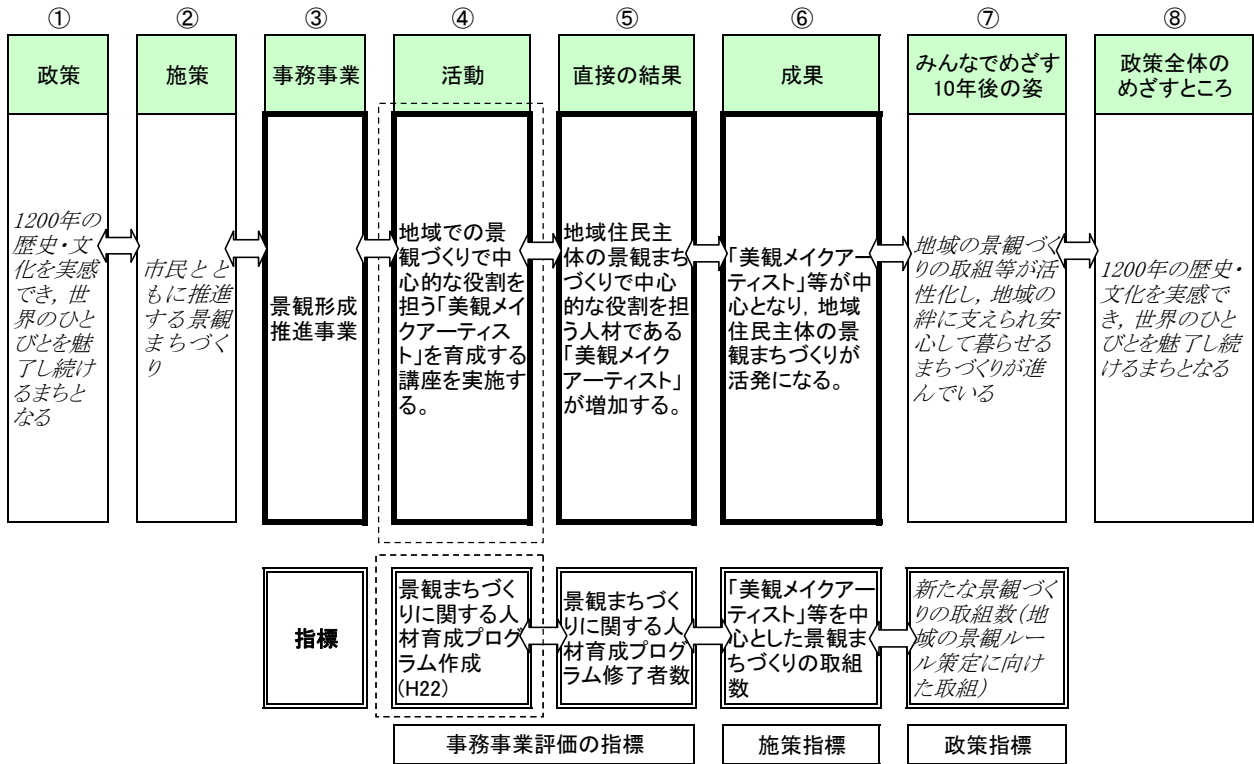 ①
②
③
④
⑤
⑥
⑦
⑧
政策
施策
事務事業
活動
直接の結果
成果
みんなでめざす
10年後の姿
政策全体の
めざすところ
1200年の
歴史・文
化を実感
でき，世
界のひと
びとを魅
了し続け
るまちと
なる
市民とと
もに推進
する景観
まちづく
り
景観形成
推進事業
地域での景
観づくりで中
心的な役割を
担う「美観メイ
クアーティス
ト」を育成する
講座を実施す
る。
地域住民主
体の景観まち
づくりで中心
的な役割を担
う人材である
「美観メイク
アーティスト」
が増加する。
「美観メイクアー
ティスト」等が中
心となり，地域
住民主体の景
観まちづくりが
活発になる。
地域の景観づく
りの取組等が活
性化し，地域の
絆に支えられ安
心して暮らせる
まちづくりが進
んでいる
1200年の歴史・
文化を実感で
き，世界のひと
びとを魅了し続
けるまちとなる
指標
景観まちづく
りに関する人
材育成プログ
ラム作成
(H22)
景観まちづく
りに関する人
材育成プログ
ラム修了者数
「美観メイクアー
ティスト」等を中
心とした景観ま
ちづくりの取組
数
新たな景観づく
りの取組数（地
域の景観ルー
ル策定に向け
た取組）
事務事業評価の指標
施策指標
政策指標